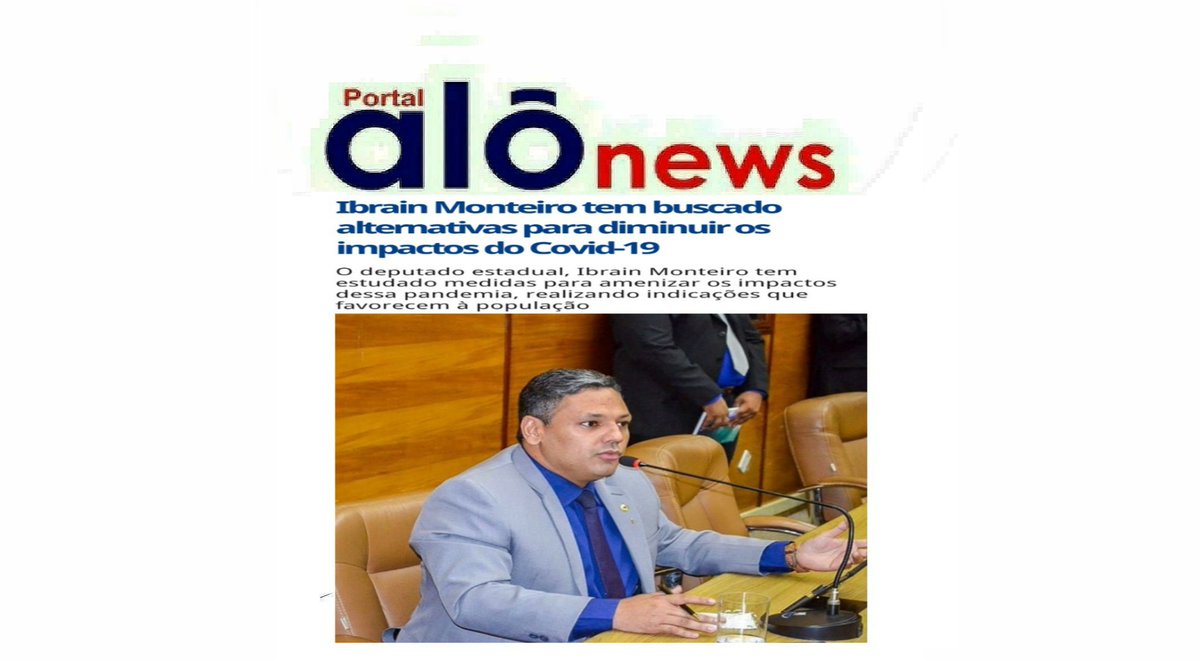 Portal
alô news
Ibrain Monteiro tem buscado
alternativas para diminuir os
impactos do Covid-19
O deputado estadual, Ibrain Monteiro tem
estudado medidas para amenizar os impactos
dessa pandemia, realizando indicações que
favorecem à população